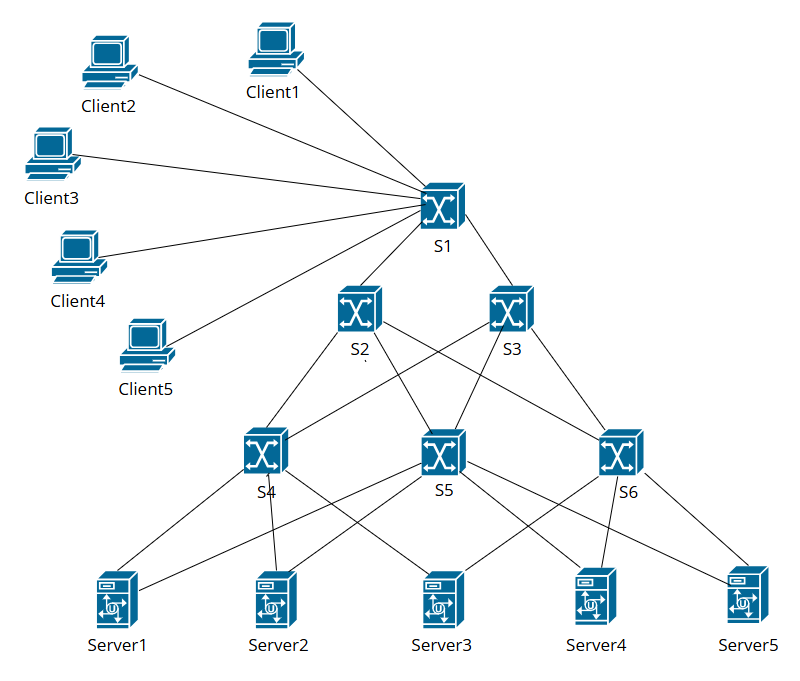 Client1
Client2
Client3
S1
Client4
S2
S3
Client5
S4
S5
S6
Server1
Server2
Server3
Server4
Server5